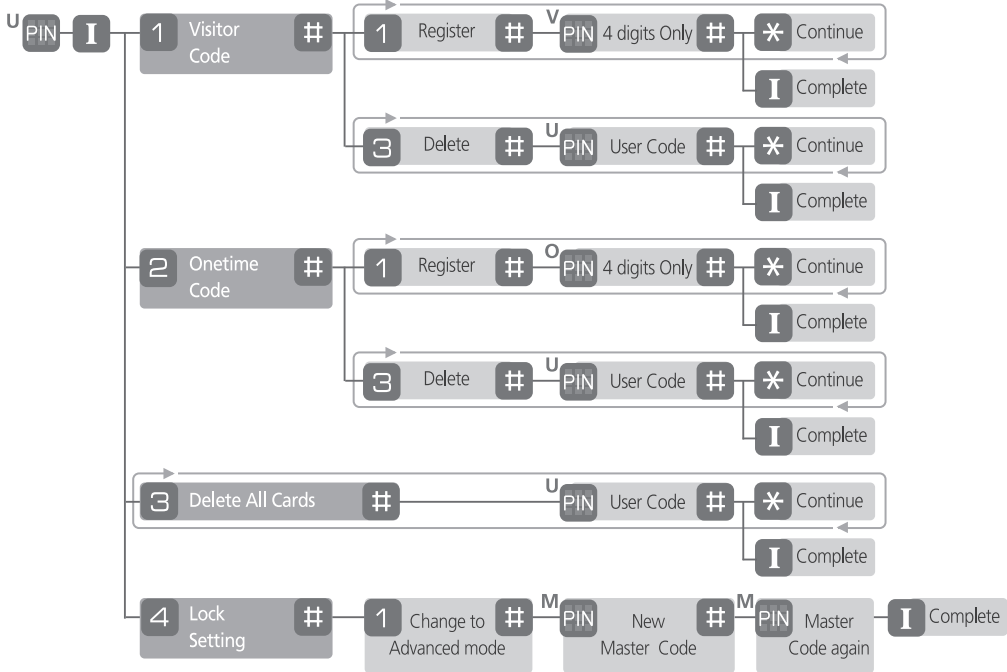 U PIN I 1 Visitor Code # 1 Register # V PIN 4 digits Only # * Continue
I Complete
3 Delete # U PIN User Code # * Continue
I Complete
2 Onetime Code # 1 Register # O PIN 4 digits Only # * Continue
I Complete
3 Delete # U PIN User Code # * Continue
I Complete
3 Delete All Cards # U PIN User Code # * Continue
I Complete
4 Lock Setting # 1 Change to Advanced mode # M PIN New Master Code # M PIN Master Code again I Complete